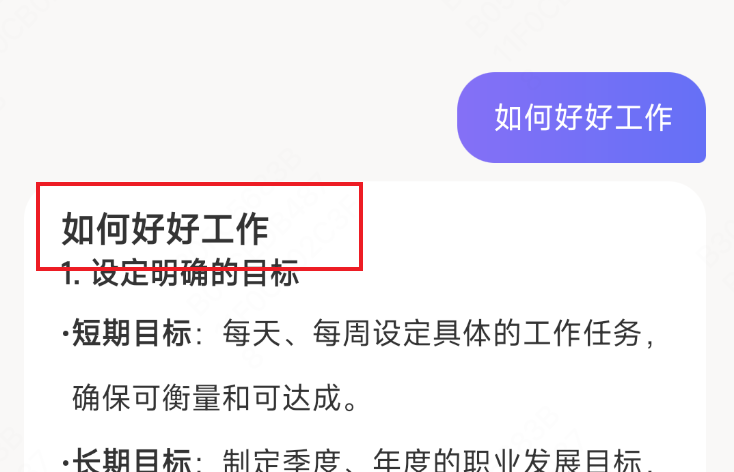 如何好好工作
如何好好工作
1. 设定明确的目标
·短期目标：每天、每周设定具体的工作任务，
确保可衡量和可达成。
·长期目标：制定季度、年度的职业发展目标，